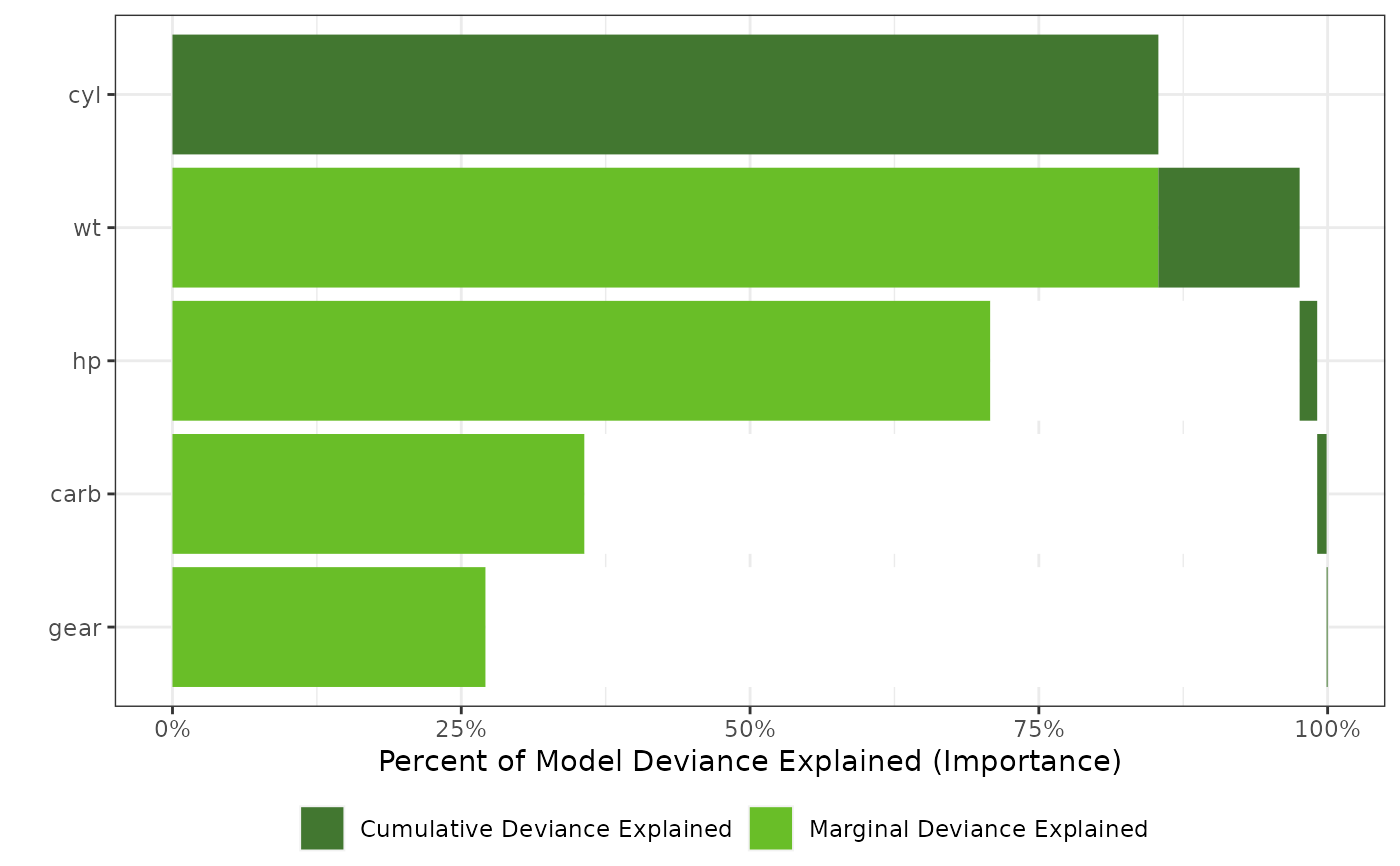 cyl
wt
hp
carb
gear
0% 25% 50% 75% 100%
Percent of Model Deviance Explained (Importance)
Cumulative Deviance Explained Marginal Deviance Explained